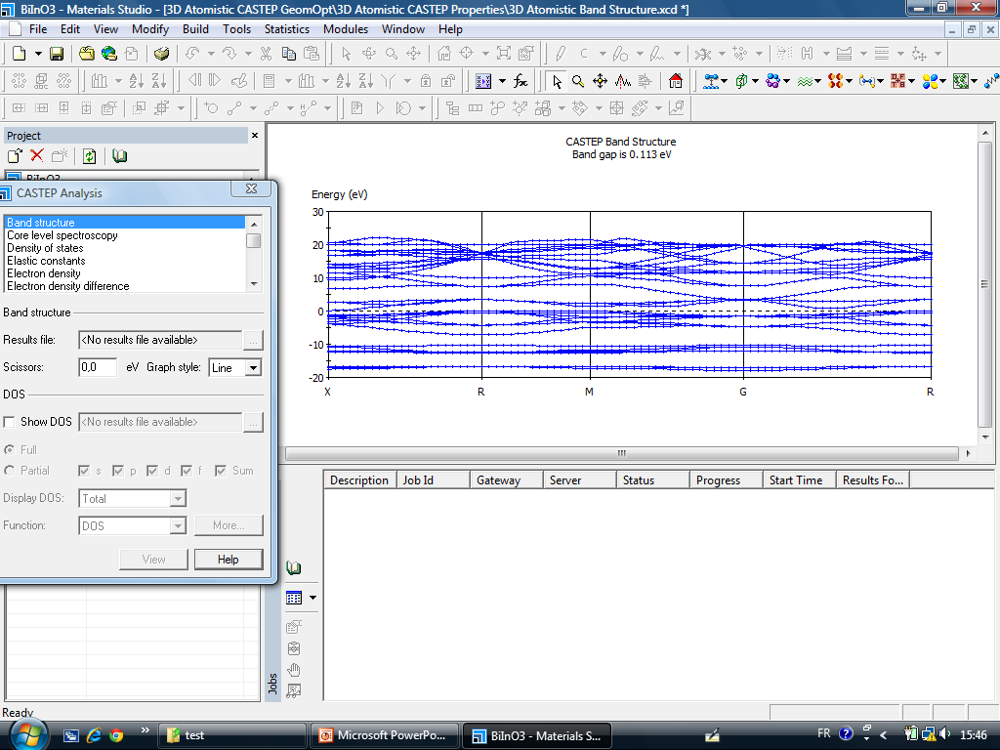 BiInO3 - Materials Studio - [3D Atomistic CASTEP GeomOpt\3D Atomistic CASTEP Properties\3D Atomistic Band Structure.xcd *]
File Edit View Modify Build Tools Statistics Modules Window Help
Project
BiInO3
CASTEP Analysis
Band structure
Core level spectroscopy
Density of states
Elastic constants
Electron density
Electron density difference
Band structure
Results file: <No results file available> ...
Scissors: 0,0 eV Graph style: Line
DOS
Show DOS <No results file available> ...
Full
Partial s p d f Sum
Display DOS: Total
Function: DOS More...
View Help
CASTEP Band Structure
Band gap is 0.113 eV
Energy (eV)
30
20
10
0
-10
-20
X R M G R
Description Job Id Gateway Server Status Progress Start Time Results Fo...
Jobs
Ready
test Microsoft PowerPo... BiInO3 - Materials S... FR 15:46